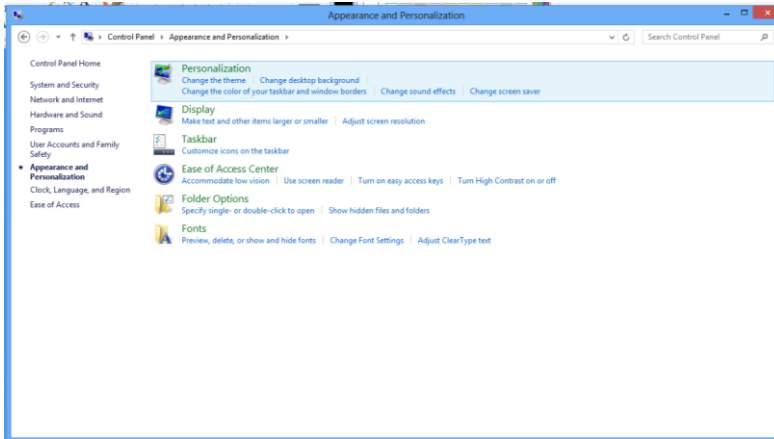 Appearance and Personalization
Control Panel Appearance and Personalization
Search Control Panel
Control Panel Home
System and Security
Network and Internet
Hardware and Sound
Programs
User Accounts and Family
Safety
Appearance and
Personalization
Clock, Language, and Region
Ease of Access
Personalization
Change the theme Change desktop background
Change the color of your taskbar and window borders Change sound effects Change screen saver
Display
Make text and other items larger or smaller Adjust screen resolution
Taskbar
Customize icons on the taskbar
Ease of Access Center
Accommodate low vision Use screen reader Turn on easy access keys Turn High Contrast on or off
Folder Options
Specify single- or double-click to open Show hidden files and folders
Fonts
Preview, delete, or show and hide fonts Change Font Settings Adjust ClearType text